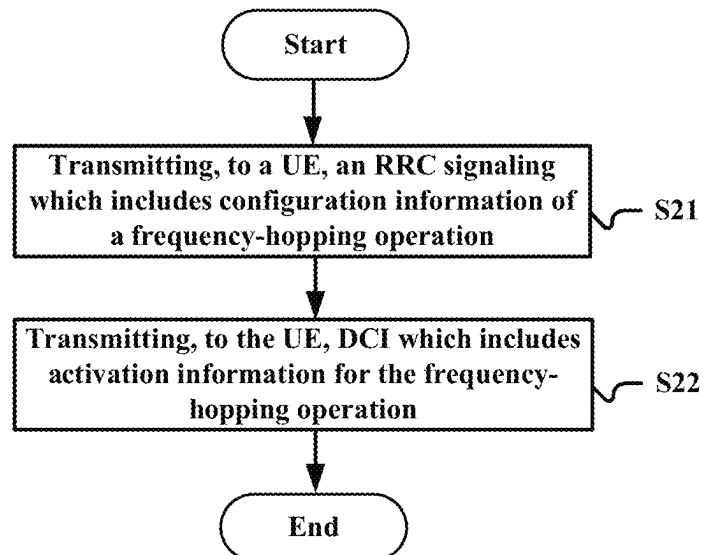 Start
Transmitting, to a UE, an RRC signaling
which includes configuration information of
a frequency-hopping operation
S21
Transmitting, to the UE, DCI which includes
activation information for the frequency-
hopping operation
S22
End